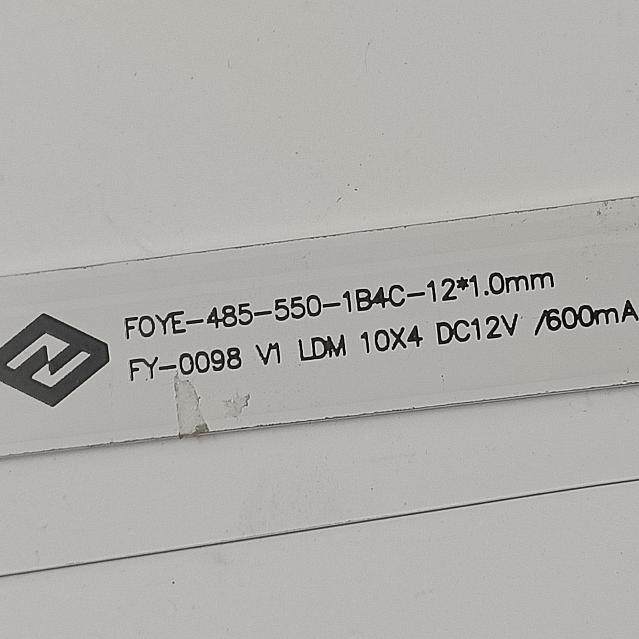 FOYE-485-550-1B4C-12*1.0mm
FY-0098 V1 LDM 10X4 DC12V /600mA